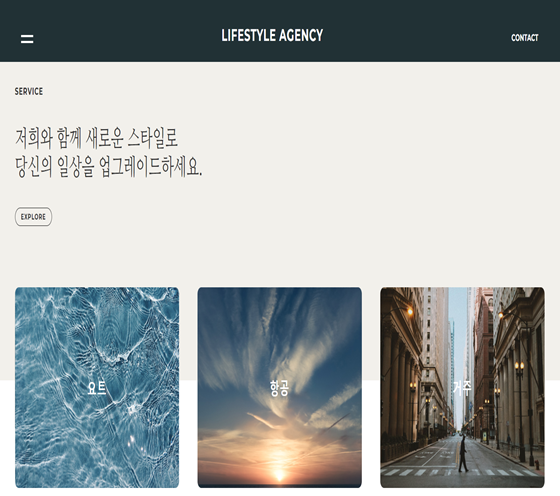 LIFESTYLE AGENCY
CONTACT
SERVICE
저희와 함께 새로운 스타일로
당신의 일상을 업그레이드하세요.
EXPLORE
요트
항공
거주